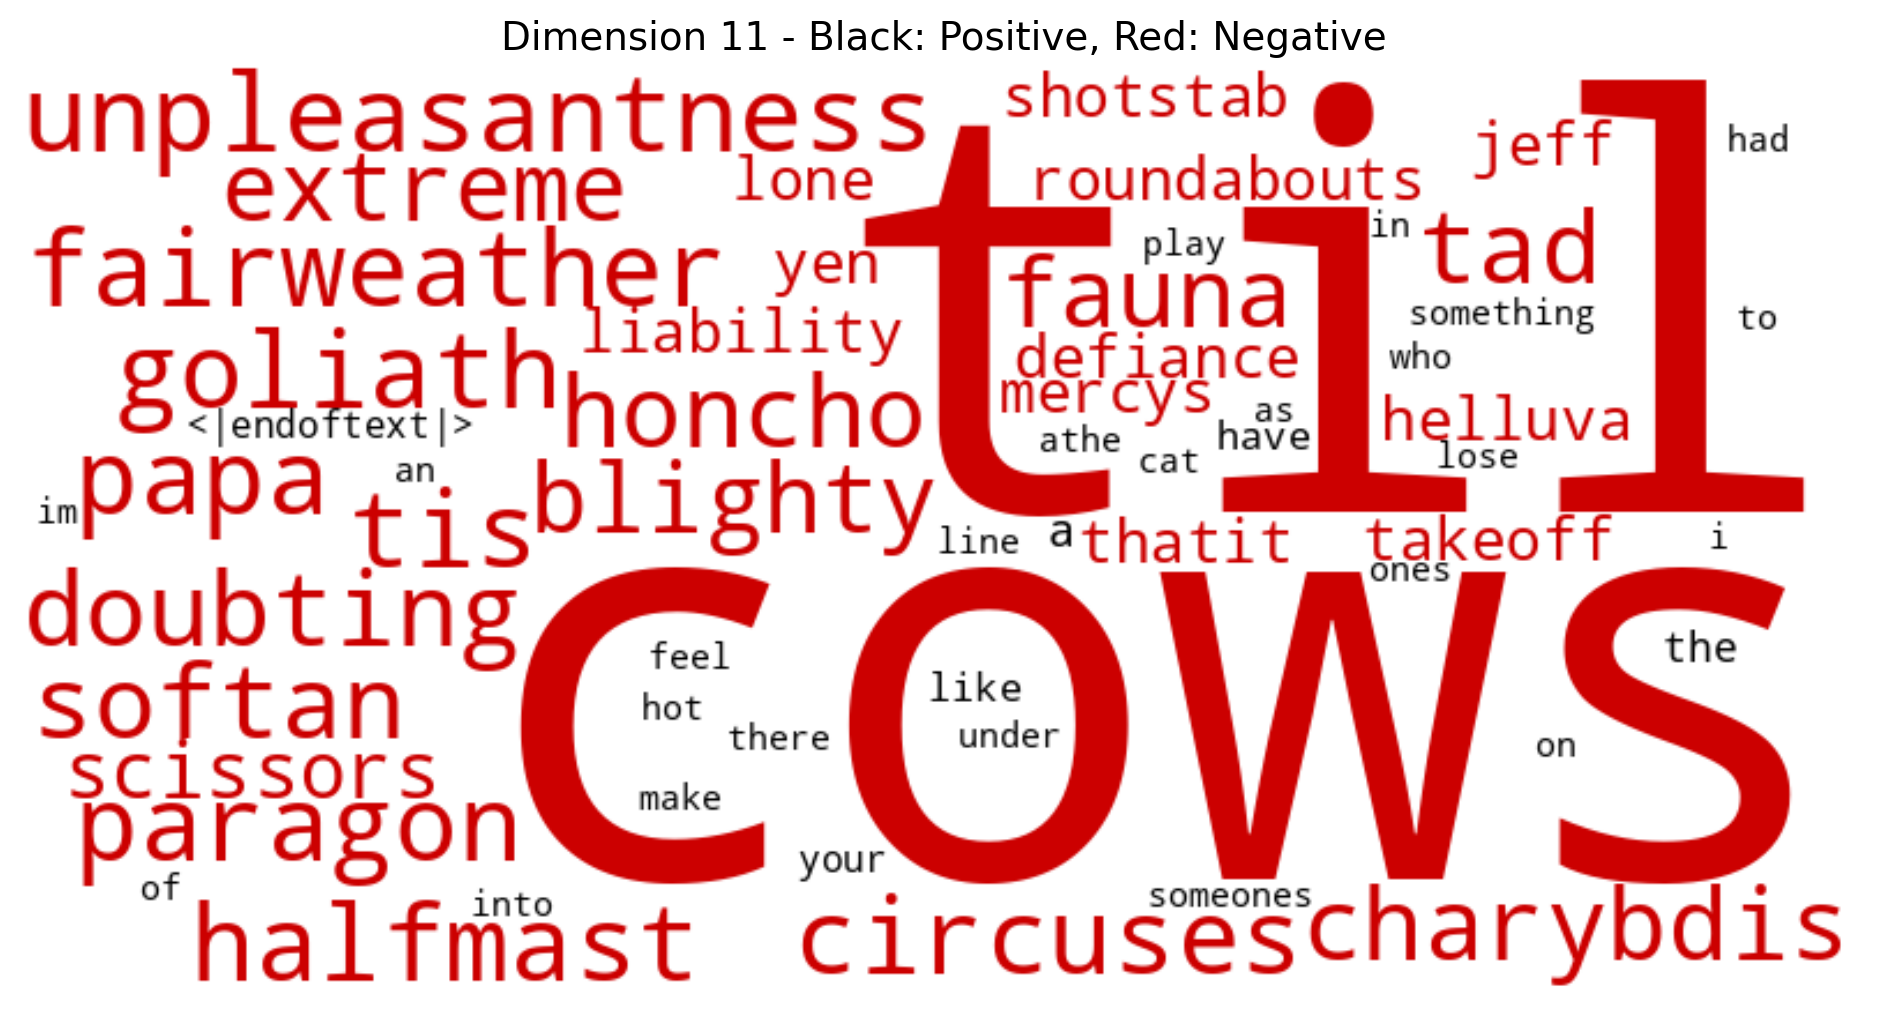 Dimension 11 - Black: Positive, Red: Negative
unpleasantness
shotstab
til
jeff
had
extreme
lone
roundabouts
in
tad
play
fairweather
yen
fauna
something
to
liability
defiance
who
goliath
mercys
honcho
as
helluva
<|endoftext|>
athe
have
cat
lose
papa
an
im
tis
blighty
line
a
thatit
takeoff
i
ones
doubting
cows
feel
the
like
hot
softan
there
under
on
scissors
make
paragon
your
of
into
someones
halfmast
circuses
charybdis